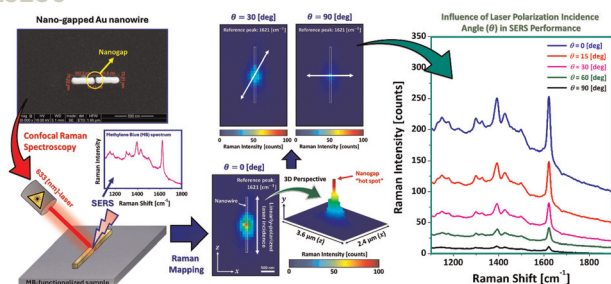 Nano-gapped Au nanowire
Nanogap
Confocal Raman
Spectroscopy
Methylene Blue (MB) spectrum
Raman Intensity
1200 1400 1600 1800
Raman Shift [cm⁻¹]
633 [nm]-laser
SERS
MB-functionalized sample
Raman
Mapping
θ = 30 [deg]
Reference peak: 1621 [cm⁻¹]
Raman Intensity [counts]
0 50 100
θ = 90 [deg]
Reference peak: 1621 [cm⁻¹]
Raman Intensity [counts]
0 50 100
θ = 0 [deg]
Reference peak:
1621 [cm⁻¹]
Nanowire
Linearly-polarized
Laser Incidence
z
x
500 nm
3D Perspective
Nanogap
"hot spot"
y
3.6 μm (z)
2.4 μm (x)
Raman Intensity [counts]
0 50 100
Influence of Laser Polarization Incidence
Angle (θ) in SERS Performance
θ = 0 [deg]
θ = 15 [deg]
θ = 30 [deg]
θ = 60 [deg]
θ = 90 [deg]
Raman Intensity [counts]
350
300
250
200
150
100
50
0
1200 1400 1600 1800
Raman Shift [cm⁻¹]